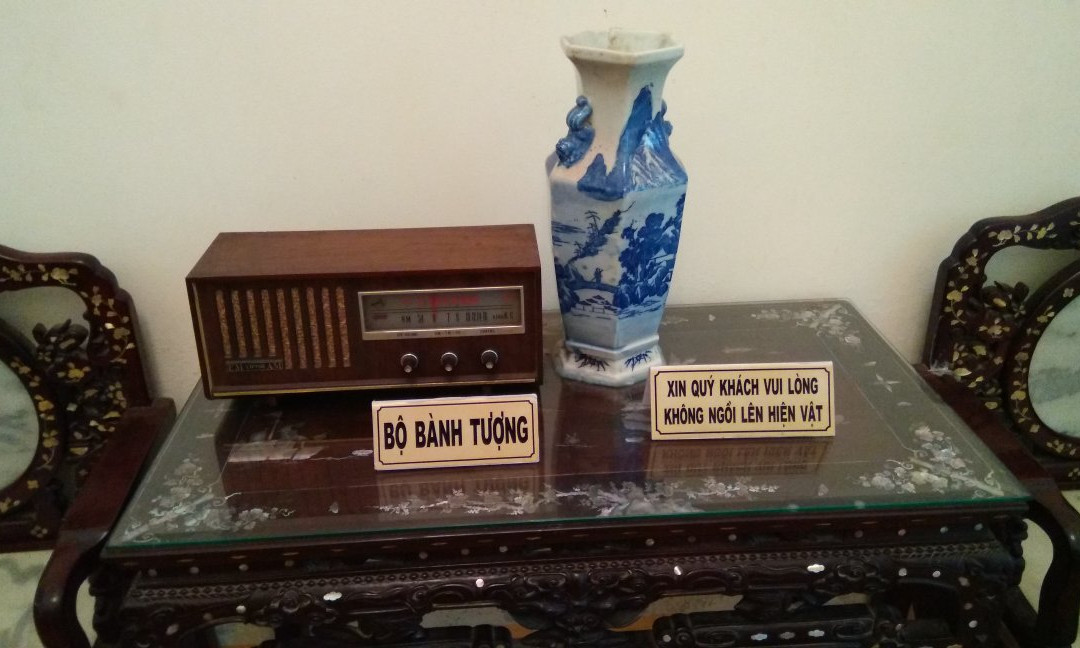 BỘ BÀNH TƯỢNG
XIN QUÝ KHÁCH VUI LÒNG
KHÔNG NGỒI LÊN HIỆN VẬT